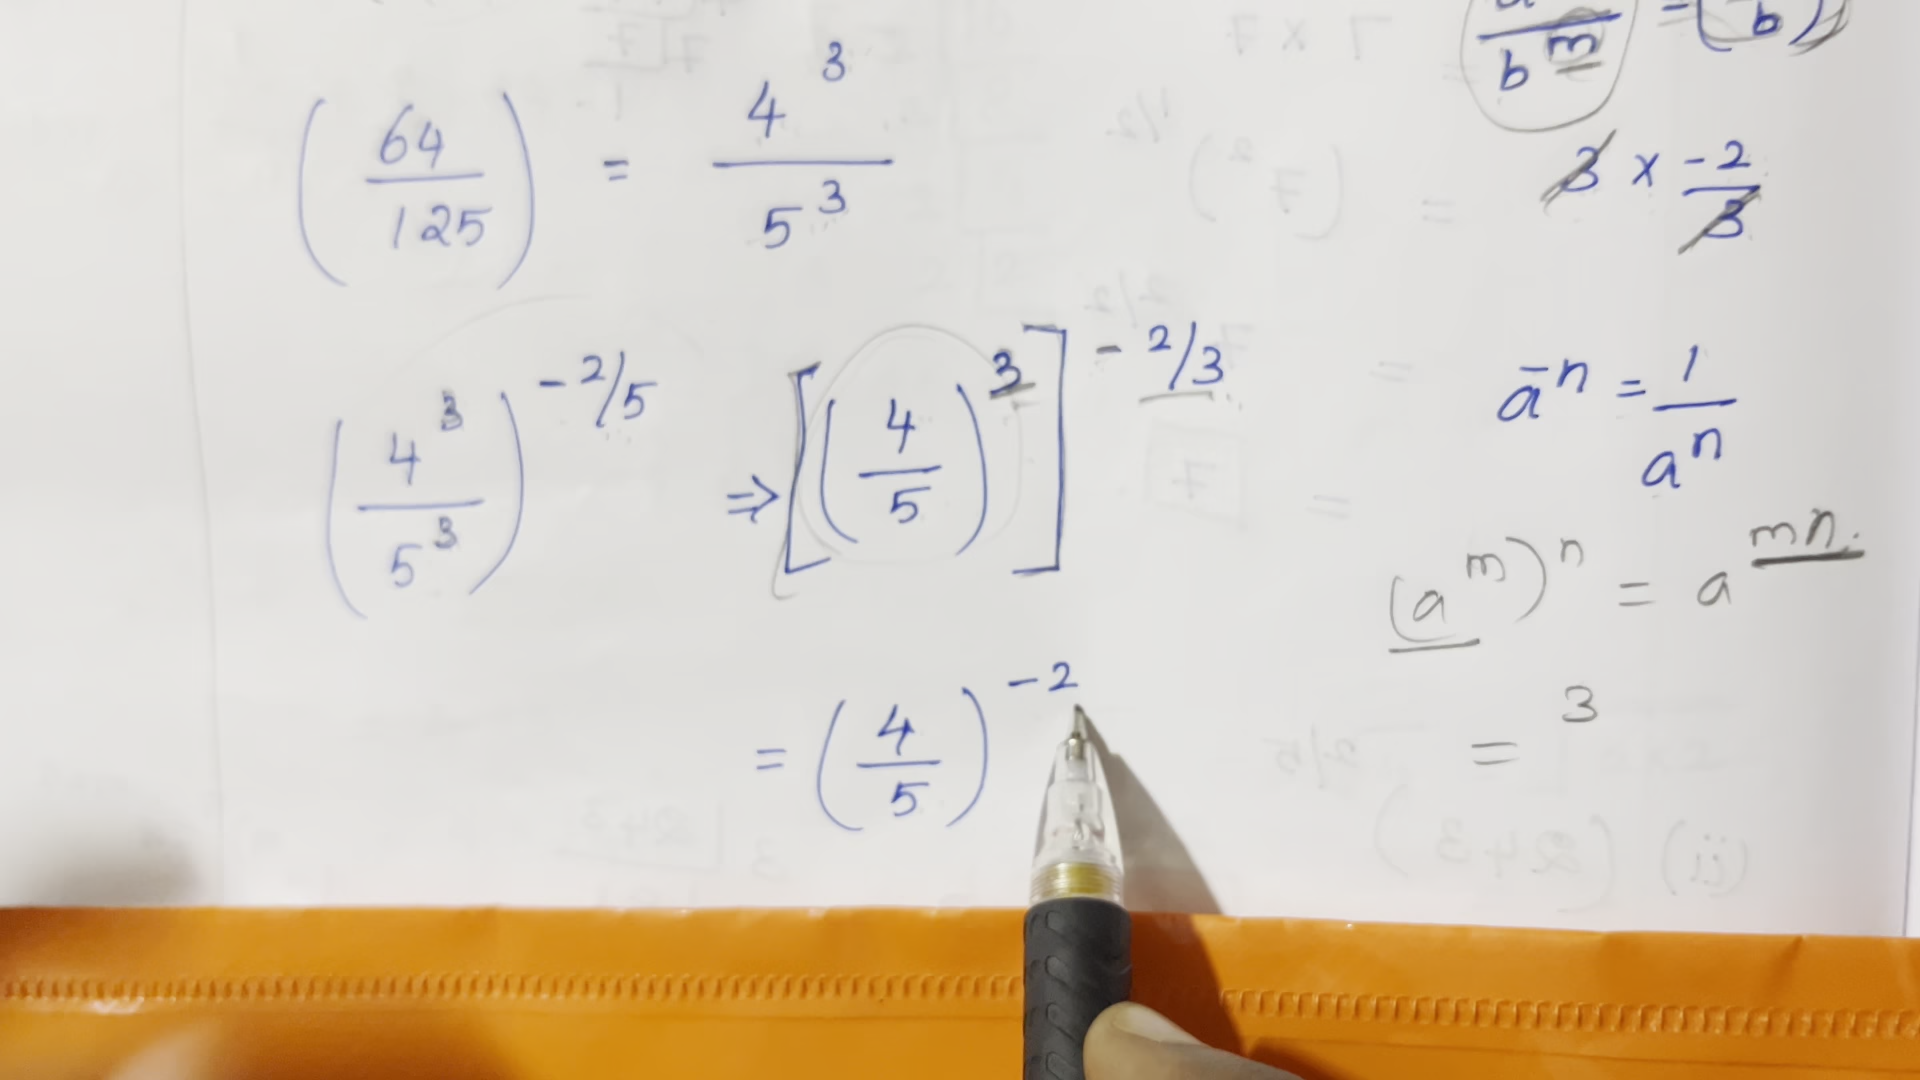 (64/125) = 4³/5³
(4³/5³)^-2/5 ⇒ [(4/5)³]^-2/3
= (4/5)^-2
b^m = ( b )
3 × -2/3
a^-n = 1/a^n
(a^m)^n = a^mn.
= 3